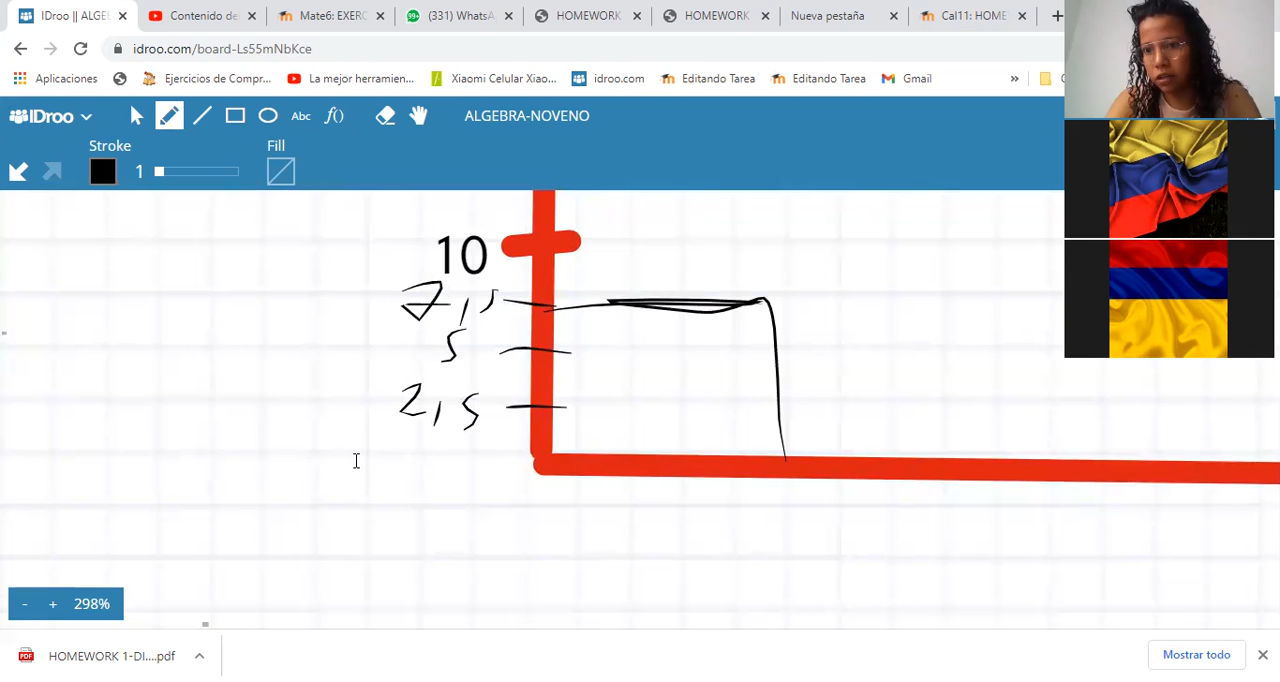 IDroo || ALGE
Contenido de
Mate6: EXERC
(331) WhatsA
HOMEWORK
HOMEWORK
Nueva pestaña
Cal11: HOME
idroo.com/board-Ls55mNbKce
Aplicaciones
Ejercicios de Compr...
La mejor herramien...
Xiaomi Celular Xiao...
idroo.com
Editando Tarea
Editando Tarea
Gmail
»
IDroo
Abc
f()
ALGEBRA-NOVENO
Stroke
Fill
1
10
7,5
5
2,5
- + 298%
HOMEWORK 1-DI....pdf
Mostrar todo